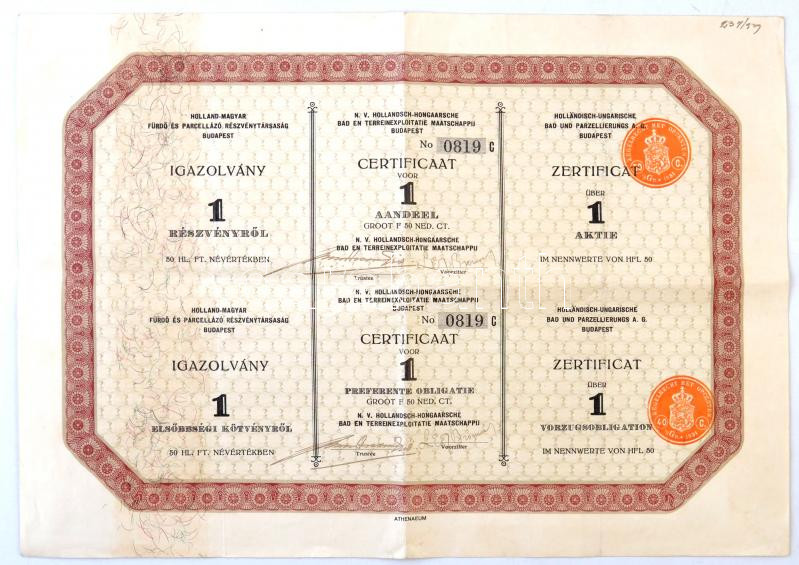 HOLLAND-MAGYAR
FÜRDŐ ÉS PARCELLÁZÓ RÉSZVÉNYTÁRSASÁG
BUDAPEST
IGAZOLVÁNY
1
RÉSZVÉNYRŐL
50 HL. FT. NÉVÉRTÉKBEN
N. V. HOLLANDSCH-HONGAARSCHE
BAD EN TERREINEXPLOITATIE MAATSCHAPPIJ
BUDAPEST
No 0819 C
CERTIFICAAT
VOOR
1
AANDEEL
GROOT F 50 NED. CT.
N. V. HOLLANDSCH-HONGAARSCHE
BAD EN TERREINEXPLOITATIE MAATSCHAPPIJ
Trustee Voorzitter
HOLLÄNDISCH-UNGARISCHE
BAD UND PARZELLIERUNGS A. G.
BUDAPEST
ZERTIFICAT
ÜBER
1
AKTIE
IM NENNWERTE VON HFL 50
HOLLAND-MAGYAR
FÜRDŐ ÉS PARCELLÁZÓ RÉSZVÉNYTÁRSASÁG
BUDAPEST
IGAZOLVÁNY
1
ELSŐBBSÉGI KÖTVÉNYRŐL
50 HL. FT. NÉVÉRTÉKBEN
N. V. HOLLANDSCH-HONGAARSCHE
BAD EN TERREINEXPLOITATIE MAATSCHAPPIJ
BUDAPEST
No 0819 C
CERTIFICAAT
VOOR
1
PREFERENTE OBLIGATIE
GROOT F 50 NED. CT.
N. V. HOLLANDSCH-HONGAARSCHE
BAD EN TERREINEXPLOITATIE MAATSCHAPPIJ
Trustee Voorzitter
HOLLÄNDISCH-UNGARISCHE
BAD UND PARZELLIERUNGS A. G.
BUDAPEST
ZERTIFICAT
ÜBER
1
VORZUGSOBLIGATION
IM NENNWERTE VON HFL 50
40 C.
ATHENAEUM